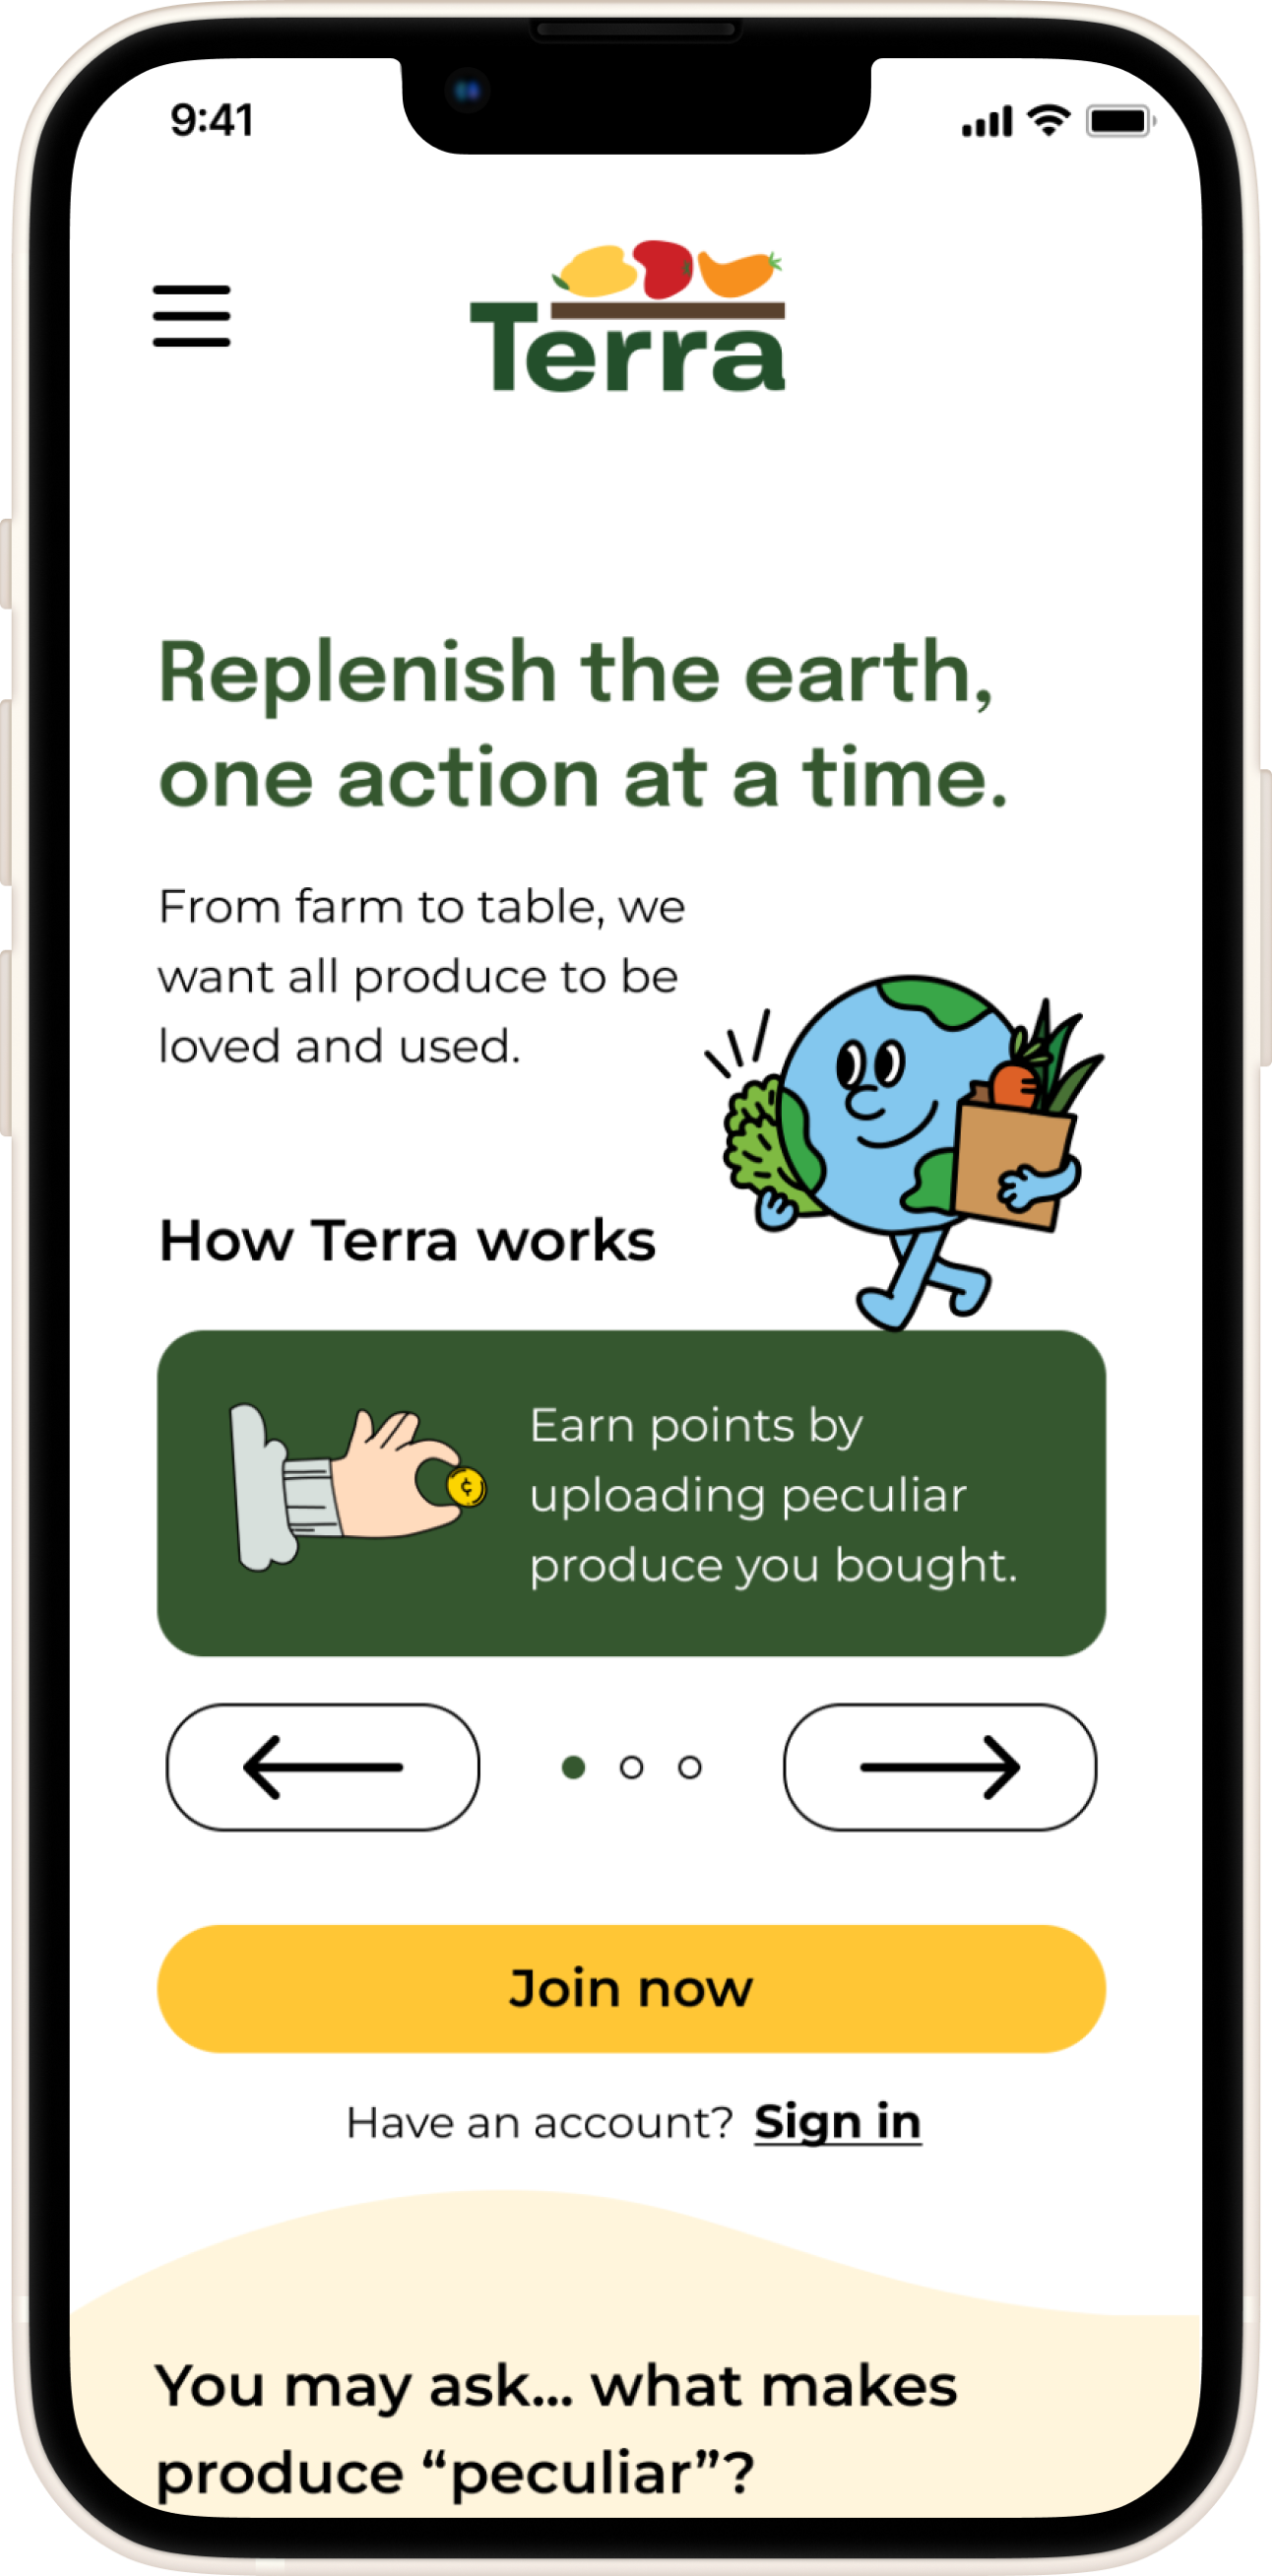 9:41
Terra
Replenish the earth,
one action at a time.
From farm to table, we
want all produce to be
loved and used.
How Terra works
¢
Earn points by
uploading peculiar
produce you bought.
Join now
Have an account? Sign in
You may ask... what makes
produce “peculiar”?